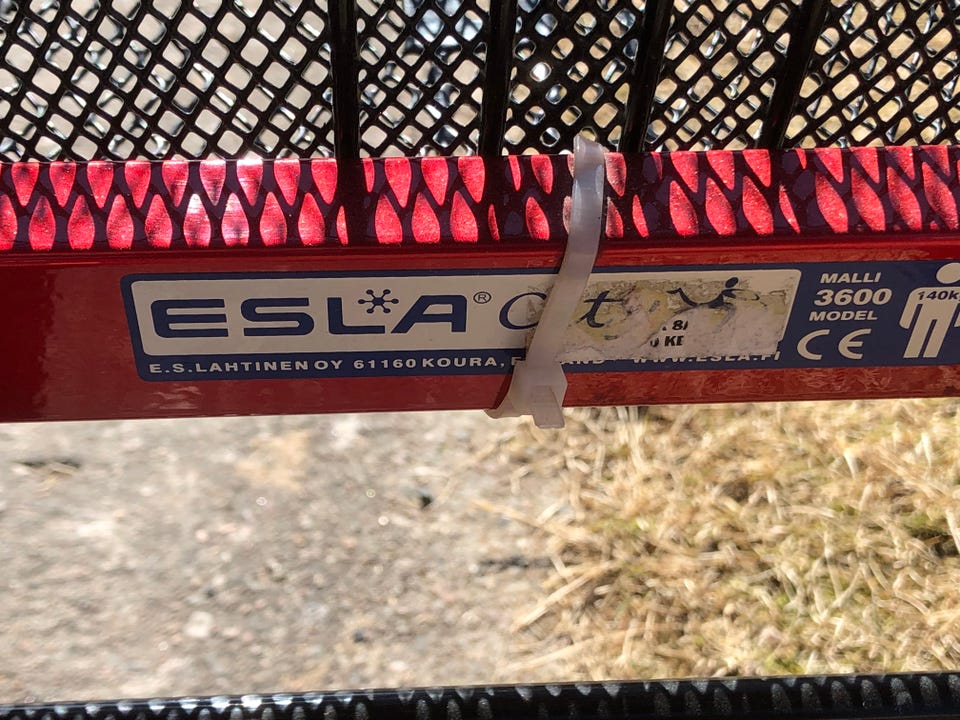 ESLA®
MALLI
3600
MODEL
CE
140k
E.S.LAHTINEN OY 61160 KOURA, WWW.ESLA.FI